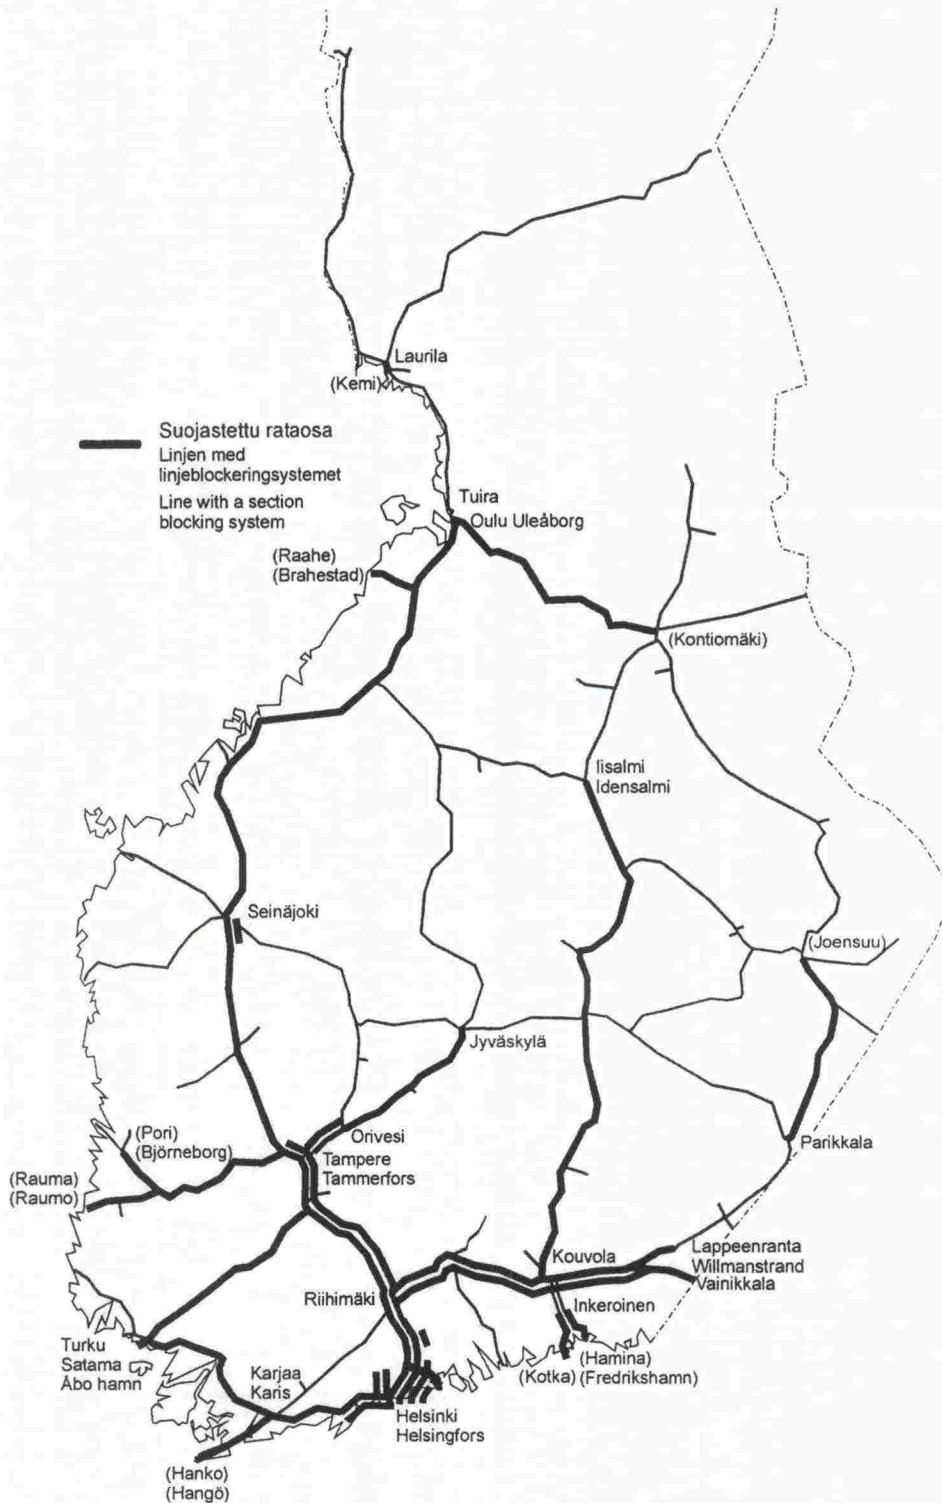 Laurila
(Kemi)
Suojastettu rataosa
Linjen med
linjeblockeringsystemet
Line with a section
blocking system
Tuira
Oulu Uleåborg
(Raahe)
(Brahestad)
(Kontiomäki)
Iisalmi
Idensalmi
Seinäjoki
(Joensuu)
Jyväskylä
Orivesi
(Pori)
(Björneborg)
Parikkala
Tampere
Tammerfors
(Rauma)
(Raumo)
Lappeenranta
Willmanstrand
Vainikkala
Kouvola
Riihimäki
Inkeroinen
Turku
Satama
Åbo hamn
(Hamina)
(Kotka) (Fredrikshamn)
Karjaa
Karis
Helsinki
Helsingfors
(Hanko)
(Hangö)